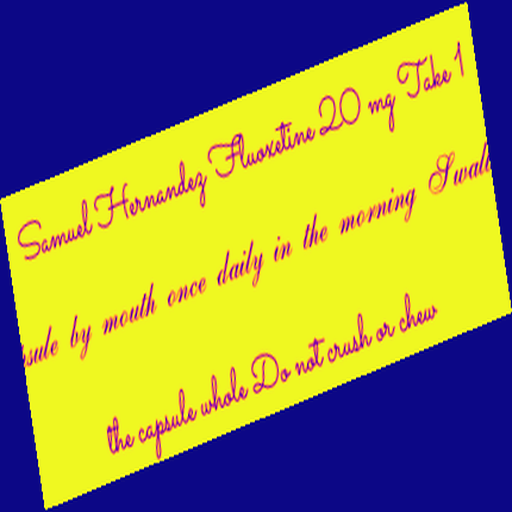 Samuel Hernandez Fluoxetine 20 mg Take 1
by mouth once daily in the morning
the capsule whole Do not crush or chew